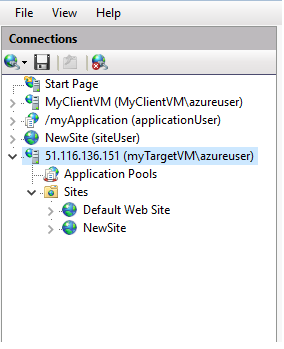 File View Help
Connections
Start Page
MyClientVM (MyClientVM\azureuser)
/myApplication (applicationUser)
NewSite (siteUser)
51.116.136.151 (myTargetVM\azureuser)
Application Pools
Sites
Default Web Site
NewSite